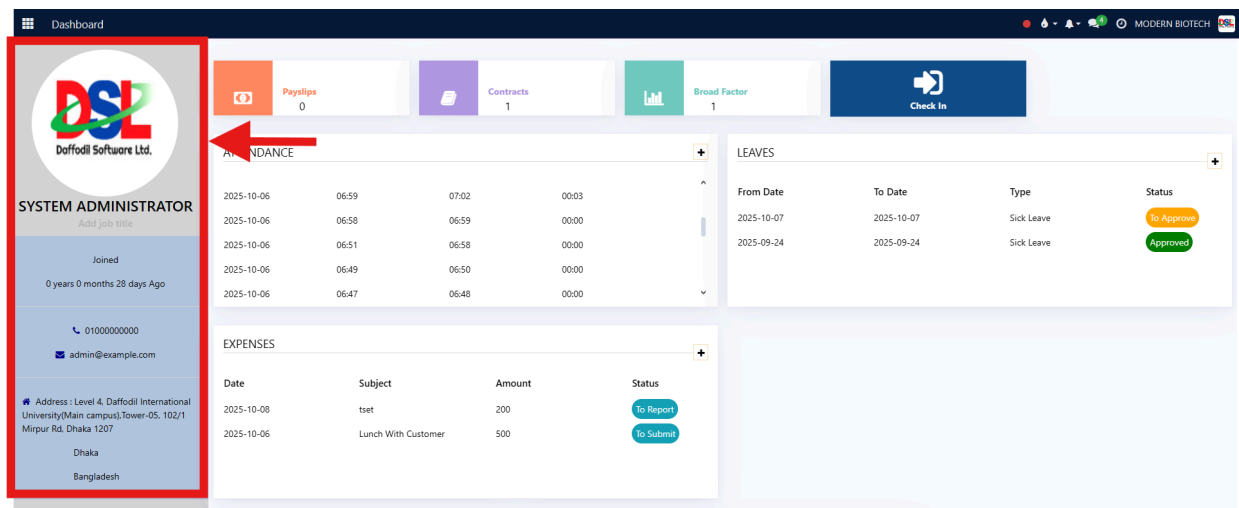 Dashboard
4
MODERN BIOTECH
DSL
DSL
Daffodil Software Ltd.
SYSTEM ADMINISTRATOR
Add job title
Joined
0 years 0 months 28 days Ago
01000000000
admin@example.com
Address : Level 4, Daffodil International
University(Main campus),Tower-05, 102/1
Mirpur Rd, Dhaka 1207
Dhaka
Bangladesh
Payslips
0
Contracts
1
Broad Factor
1
Check In
ATTENDANCE
+
2025-10-06 06:59 07:02 00:03
2025-10-06 06:58 06:59 00:00
2025-10-06 06:51 06:58 00:00
2025-10-06 06:49 06:50 00:00
2025-10-06 06:47 06:48 00:00
LEAVES
+
From Date To Date Type Status
2025-10-07 2025-10-07 Sick Leave To Approve
2025-09-24 2025-09-24 Sick Leave Approved
EXPENSES
+
Date Subject Amount Status
2025-10-08 tset 200 To Report
2025-10-06 Lunch With Customer 500 To Submit